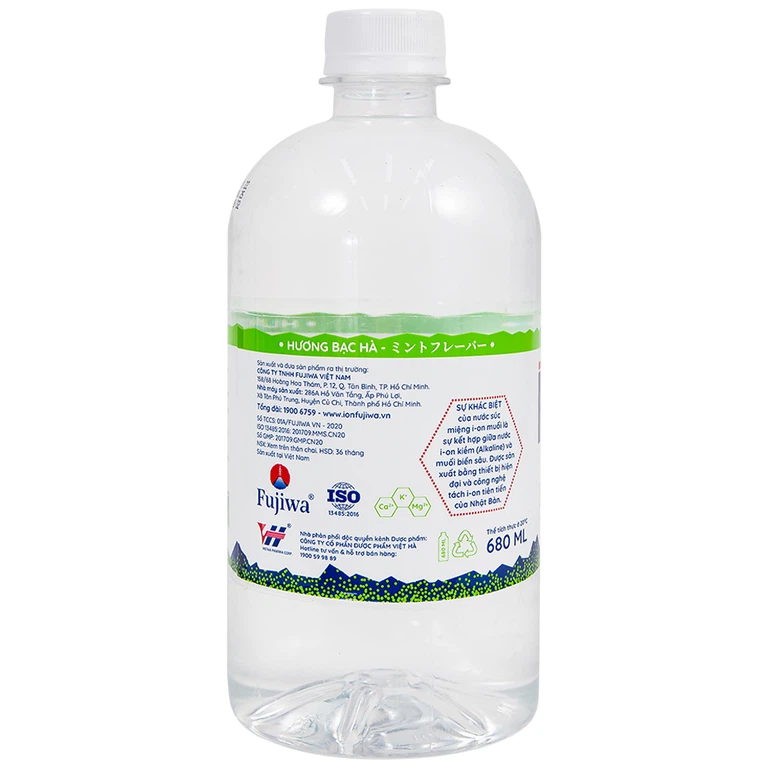 • HƯƠNG BẠC HÀ - ミントフレーバー •
Sản xuất và đưa sản phẩm ra thị trường:
CÔNG TY TNHH FUJIWA VIỆT NAM
158/68 Hoàng Hoa Thám, P. 12, Q. Tân Bình, TP. Hồ Chí Minh.
Nhà máy sản xuất: 286A Hồ Văn Tắng, Ấp Phú Lợi,
Xã Tân Phú Trung, Huyện Củ Chi, Thành phố Hồ Chí Minh.
Tổng đài: 1900 6759 - www.ionfujiwa.vn
Số TCCS: 01A/FUJIWA VN - 2020
ISO 13485:2016: 201709.MMS.CN20
Số GMP: 201709.GMP.CN20
NSX: Xem trên thân chai. HSD: 36 tháng
Sản xuất tại Việt Nam
SỰ KHÁC BIỆT
của nước súc
miệng i-on muối là
sự kết hợp giữa nước
i-on kiềm (Alkaline) và
muối biển sâu. Được sản
xuất bằng thiết bị hiện
đại và công nghệ
tách i-on tiên tiến
của Nhật Bản.
Fujiwa®
ISO
13485:2016
Ca²⁺
K⁺
Mg²⁺
VH®
VIETHA PHARMA CORP
Nhà phân phối độc quyền kênh Dược phẩm:
CÔNG TY CỔ PHẦN DƯỢC PHẨM VIỆT HÀ
Hotline tư vấn & hỗ trợ bán hàng:
1900 59 98 89
680 ML
Thể tích thực ở 20°C
680 ML